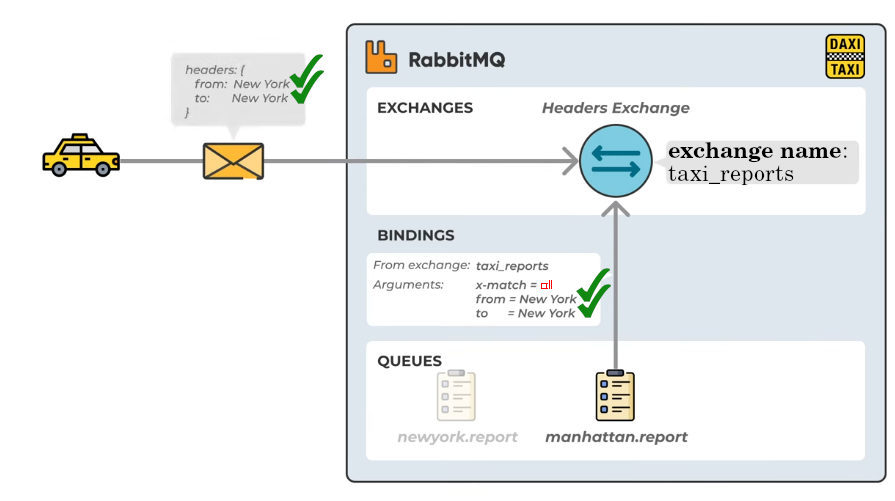 headers: {
from: New York
to: New York
}
RabbitMQ
DAXI
TAXI
EXCHANGES
Headers Exchange
exchange name:
taxi_reports
BINDINGS
From exchange: taxi_reports
Arguments: x-match = all
from = New York
to = New York
QUEUES
newyork.report
manhattan.report